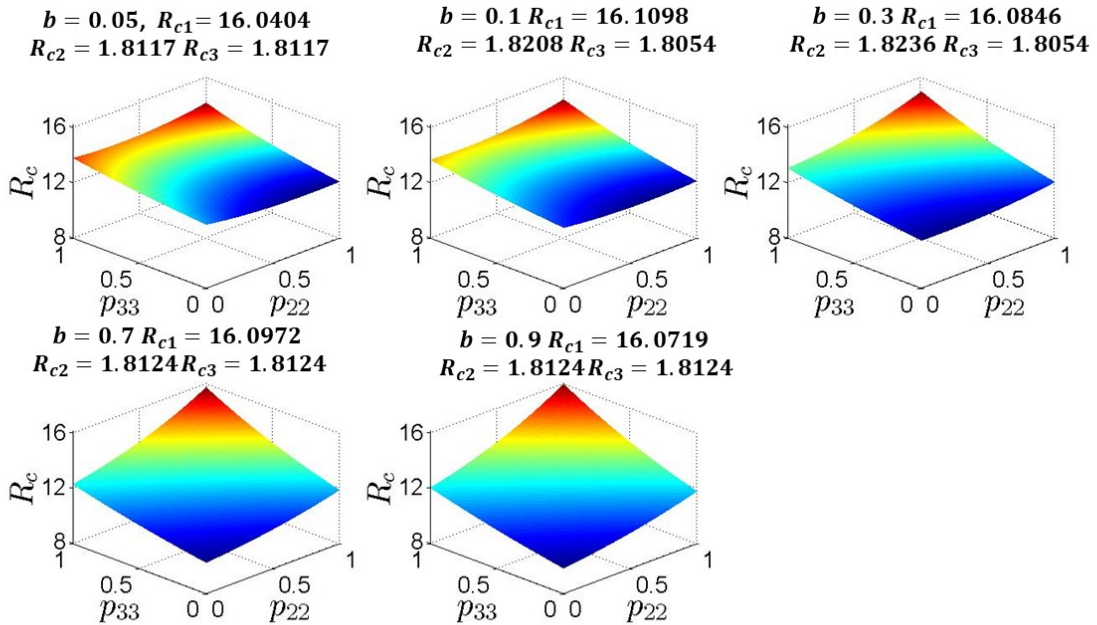 b = 0.05, R_c1 = 16.0404
R_c2 = 1.8117 R_c3 = 1.8117
16
12
8
R_c
1
0.5
0
p_33
0
0.5
1
p_22
b = 0.1 R_c1 = 16.1098
R_c2 = 1.8208 R_c3 = 1.8054
16
12
8
R_c
1
0.5
0
p_33
0
0.5
1
p_22
b = 0.3 R_c1 = 16.0846
R_c2 = 1.8236 R_c3 = 1.8054
16
12
8
R_c
1
0.5
0
p_33
0
0.5
1
p_22
b = 0.7 R_c1 = 16.0972
R_c2 = 1.8124 R_c3 = 1.8124
16
12
8
R_c
1
0.5
0
p_33
0
0.5
1
p_22
b = 0.9 R_c1 = 16.0719
R_c2 = 1.8124 R_c3 = 1.8124
16
12
8
R_c
1
0.5
0
p_33
0
0.5
1
p_22